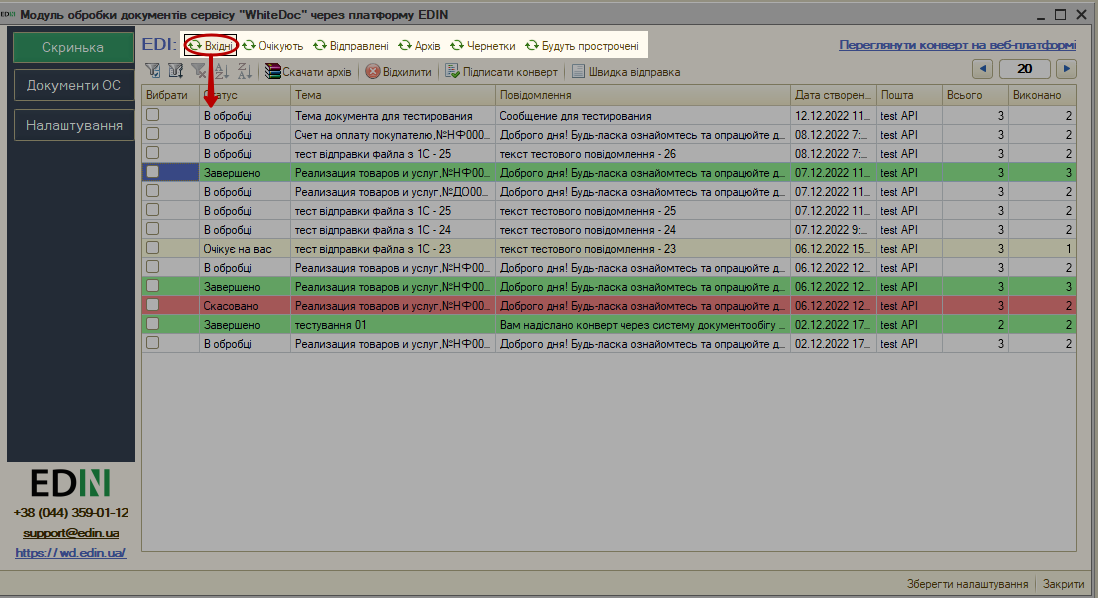 EDIN Модуль обробки документів сервісу "WhiteDoc" через платформу EDIN
Скринька
Документи ОС
Налаштування
EDI: Вхідні Очікують Відправлені Архів Чернетки Будуть прострочені Переглянути конверт на веб-платформі
Скачати архів Відхилити Підписати конверт Швидка відправка 20
Вибрати Статус Тема Повідомлення Дата створен... Пошта Всього Виконано
В обробці Тема документа для тестирования Сообщение для тестирования 12.12.2022 11... test API 3 2
В обробці Счет на оплату покупателю,№НФ000... Доброго дня! Будь-ласка ознайомтесь та опрацюйте д... 08.12.2022 7:... test API 3 2
В обробці тест відправки файла з 1С - 25 текст тестового повідомлення - 26 08.12.2022 7:... test API 3 2
Завершено Реализация товаров и услуг,№НФ00... Доброго дня! Будь-ласка ознайомтесь та опрацюйте д... 07.12.2022 11... test API 3 3
В обробці Реализация товаров и услуг,№ДО00... Доброго дня! Будь-ласка ознайомтесь та опрацюйте д... 07.12.2022 11... test API 3 2
В обробці тест відправки файла з 1С - 25 текст тестового повідомлення - 25 07.12.2022 11... test API 3 2
В обробці тест відправки файла з 1С - 24 текст тестового повідомлення - 24 07.12.2022 9:... test API 3 2
Очікує на вас тест відправки файла з 1С - 23 текст тестового повідомлення - 23 06.12.2022 15... test API 3 1
В обробці Реализация товаров и услуг,№НФ00... Доброго дня! Будь-ласка ознайомтесь та опрацюйте д... 06.12.2022 12... test API 3 2
Завершено Реализация товаров и услуг,№НФ00... Доброго дня! Будь-ласка ознайомтесь та опрацюйте д... 06.12.2022 12... test API 3 3
Скасовано Реализация товаров и услуг,№НФ00... Доброго дня! Будь-ласка ознайомтесь та опрацюйте д... 06.12.2022 12... test API 3 2
Завершено тестування 01 Вам надіслано конверт через систему документообігу ... 02.12.2022 17... test API 2 2
В обробці Реализация товаров и услуг,№НФ00... Доброго дня! Будь-ласка ознайомтесь та опрацюйте д... 02.12.2022 17... test API 3 2
EDIN
+38 (044) 359-01-12
support@edin.ua
https://wd.edin.ua/
Зберегти налаштування Закрити